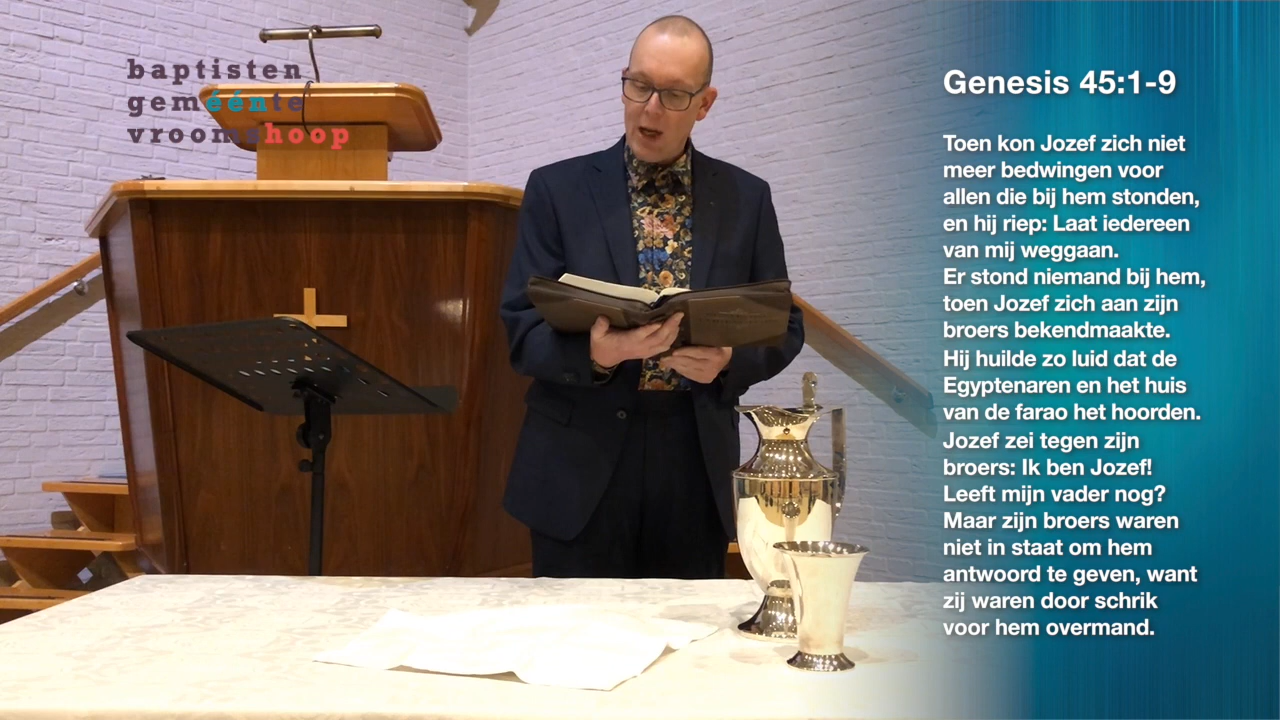 baptisten
geméénte
vroomshoop
Genesis 45:1-9
Toen kon Jozef zich niet
meer bedwingen voor
allen die bij hem stonden,
en hij riep: Laat iedereen
van mij weggaan.
Er stond niemand bij hem,
toen Jozef zich aan zijn
broers bekendmaakte.
Hij huilde zo luid dat de
Egyptenaren en het huis
van de farao het hoorden.
Jozef zei tegen zijn
broers: Ik ben Jozef!
Leeft mijn vader nog?
Maar zijn broers waren
niet in staat om hem
antwoord te geven, want
zij waren door schrik
voor hem overmand.